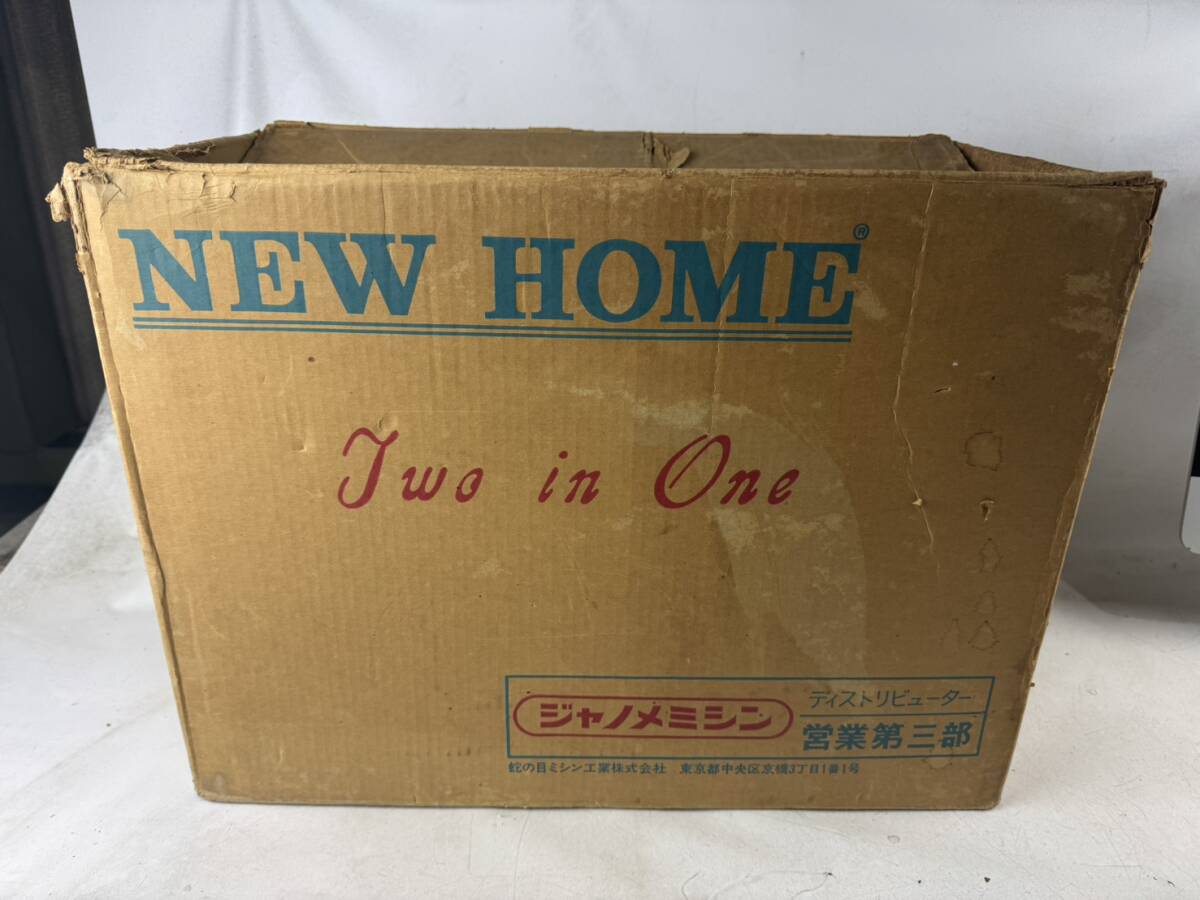 NEW HOME®
Two in One
ジャノメミシン
ディストリビューター
営業第三部
蛇の目ミシン工業株式会社 東京都中央区京橋3丁目1番1号